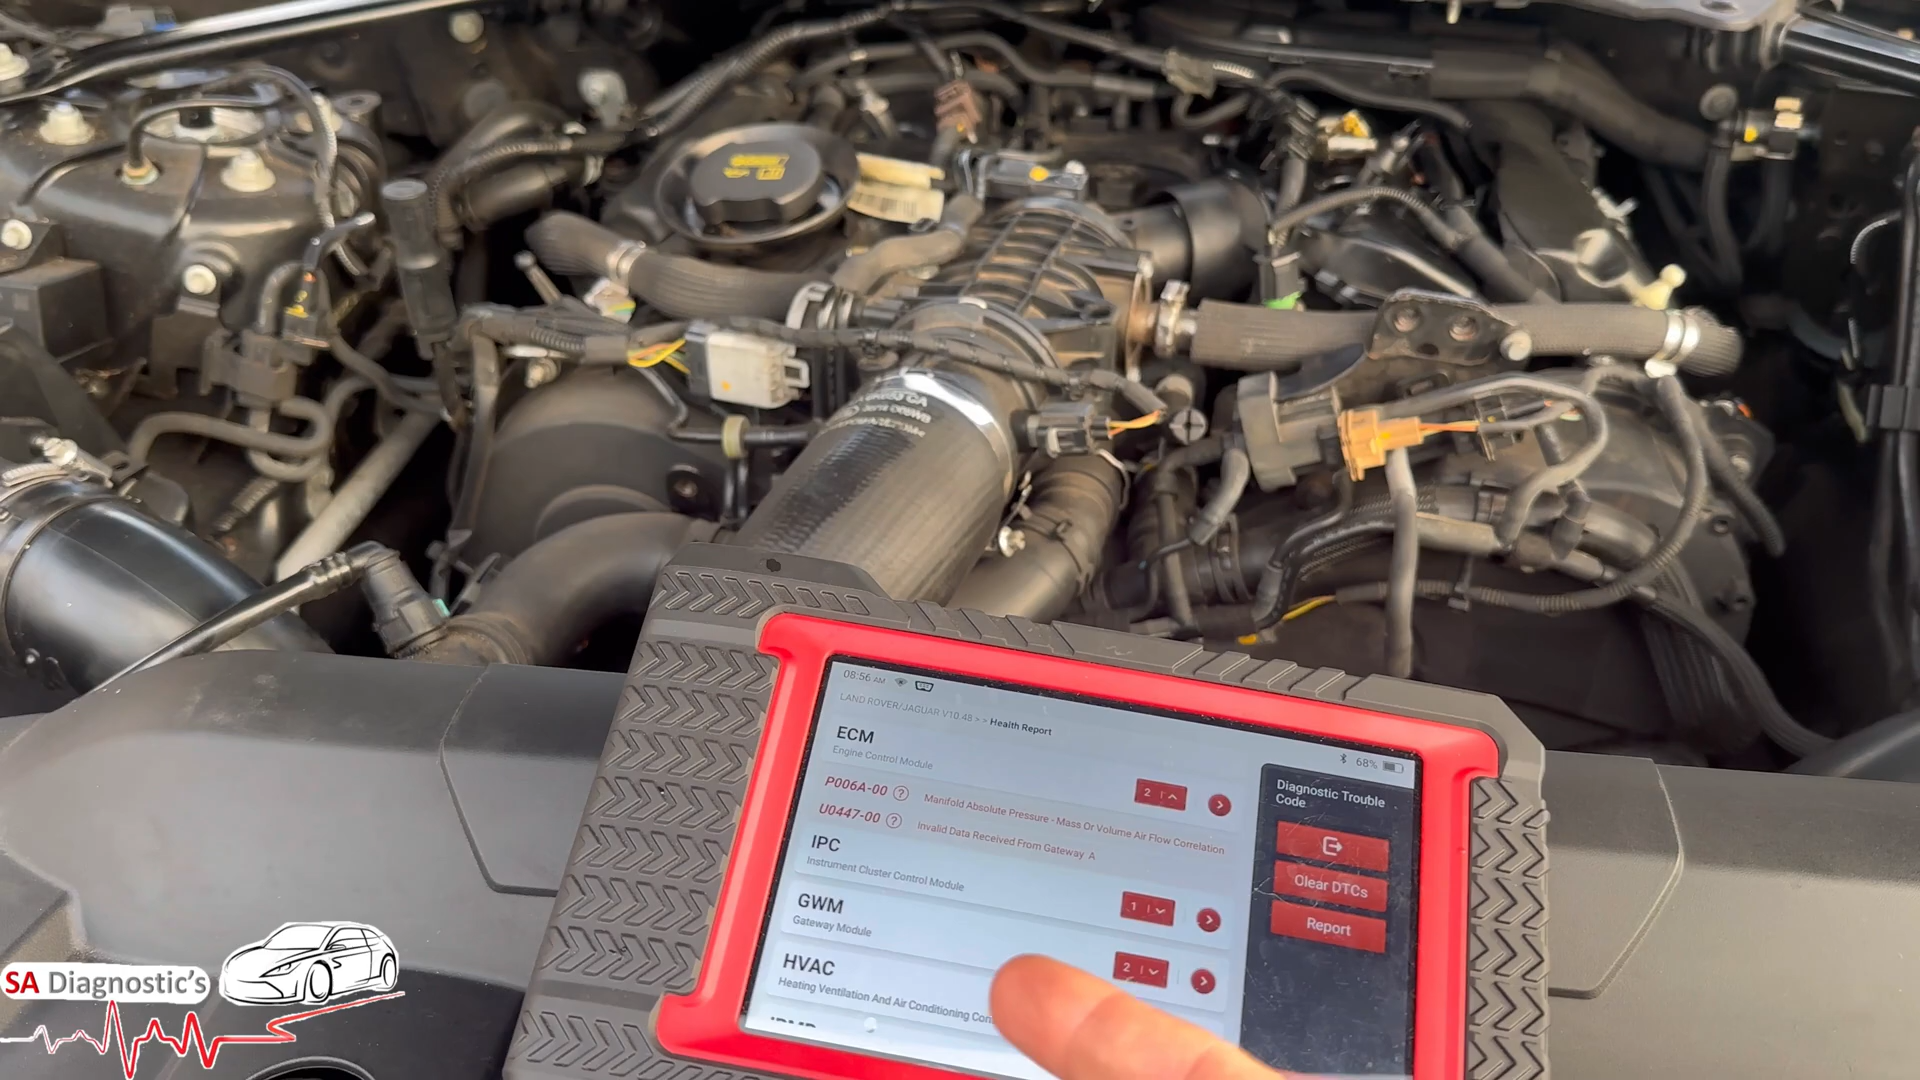 08:56 AM
68%
LAND ROVER/JAGUAR V10.48 > > Health Report
ECM
Engine Control Module
2
P006A-00 ? Manifold Absolute Pressure - Mass Or Volume Air Flow Correlation
U0447-00 ? Invalid Data Received From Gateway A
IPC
Instrument Cluster Control Module
1
GWM
Gateway Module
2
HVAC
Heating Ventilation And Air Conditioning
Diagnostic Trouble
Code
Clear DTCs
Report
SA Diagnostic's